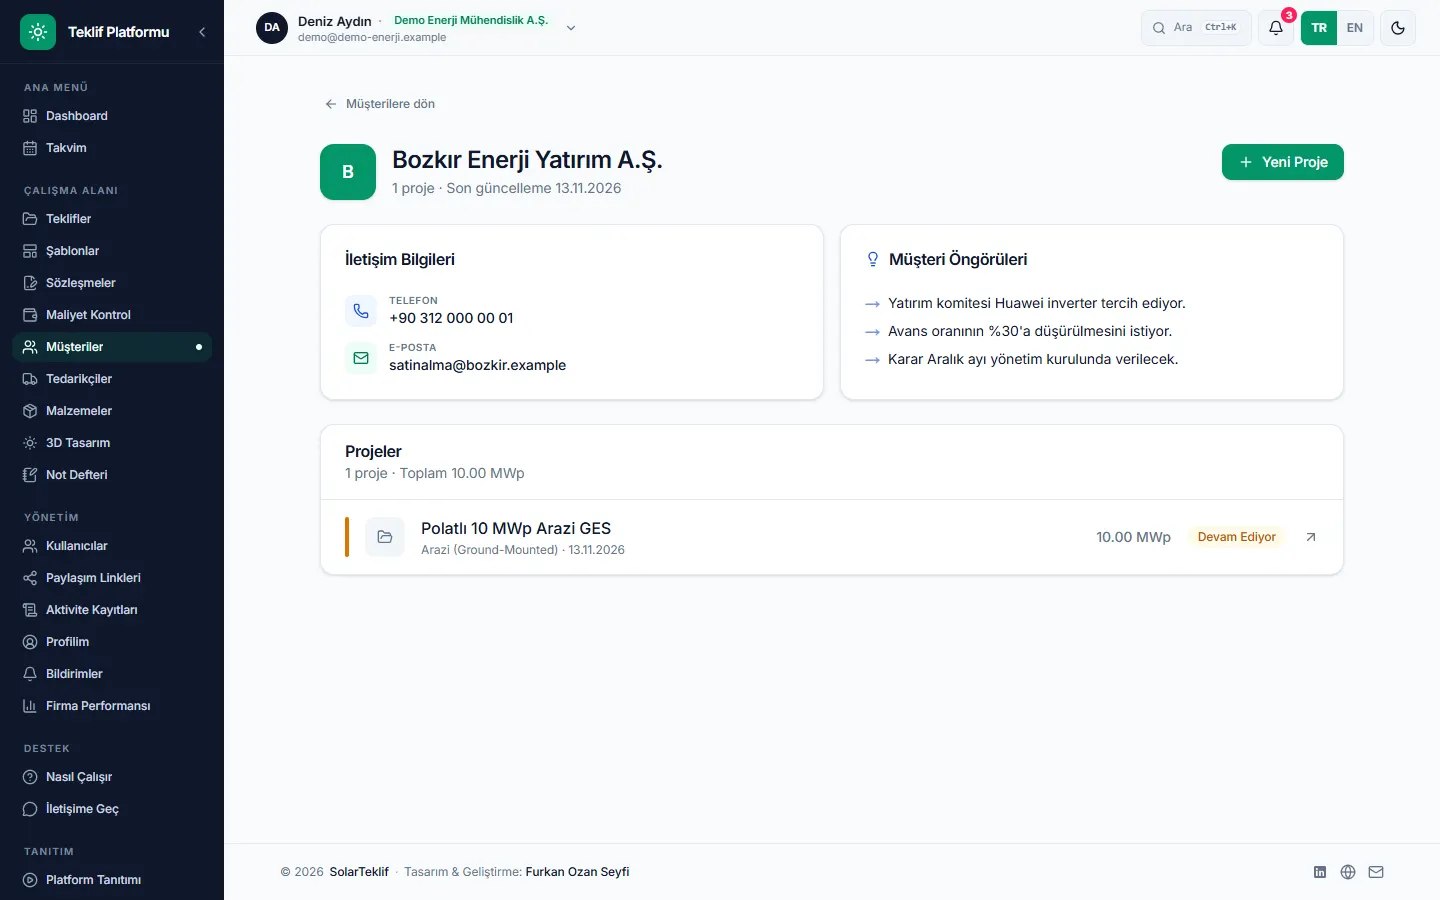 Teklif Platformu
ANA MENÜ
Dashboard
Takvim
ÇALIŞMA ALANI
Teklifler
Şablonlar
Sözleşmeler
Maliyet Kontrol
Müşteriler
Tedarikçiler
Malzemeler
3D Tasarım
Not Defteri
YÖNETİM
Kullanıcılar
Paylaşım Linkleri
Aktivite Kayıtları
Profilim
Bildirimler
Firma Performansı
DESTEK
Nasıl Çalışır
İletişime Geç
TANITIM
Platform Tanıtımı
DA
Deniz Aydın · Demo Enerji Mühendislik A.Ş.
demo@demo-enerji.example
Ara Ctrl+K
3
TR EN
Müşterilere dön
B
Bozkır Enerji Yatırım A.Ş.
1 proje · Son güncelleme 13.11.2026
+ Yeni Proje
İletişim Bilgileri
TELEFON
+90 312 000 00 01
E-POSTA
satinalma@bozkir.example
Müşteri Öngörüleri
→ Yatırım komitesi Huawei inverter tercih ediyor.
→ Avans oranının %30'a düşürülmesini istiyor.
→ Karar Aralık ayı yönetim kurulunda verilecek.
Projeler
1 proje · Toplam 10.00 MWp
Polatlı 10 MWp Arazi GES
Arazi (Ground-Mounted) · 13.11.2026
10.00 MWp Devam Ediyor
© 2026 SolarTeklif · Tasarım & Geliştirme: Furkan Ozan Seyfi